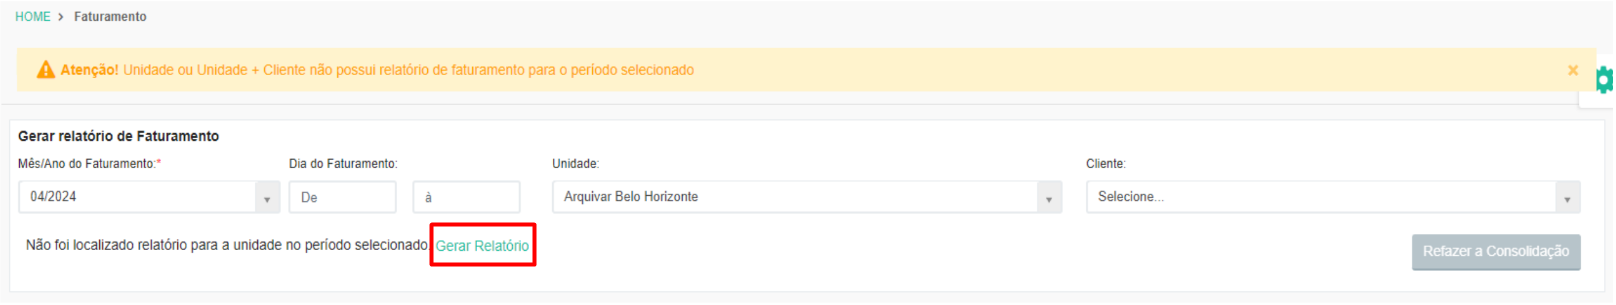 HOME > Faturamento
Atenção! Unidade ou Unidade + Cliente não possui relatório de faturamento para o período selecionado ×
Gerar relatório de Faturamento
Mês/Ano do Faturamento:* Dia do Faturamento: Unidade: Cliente:
04/2024 De à Arquivar Belo Horizonte Selecione...
Não foi localizado relatório para a unidade no período selecionado. Gerar Relatório Refazer a Consolidação